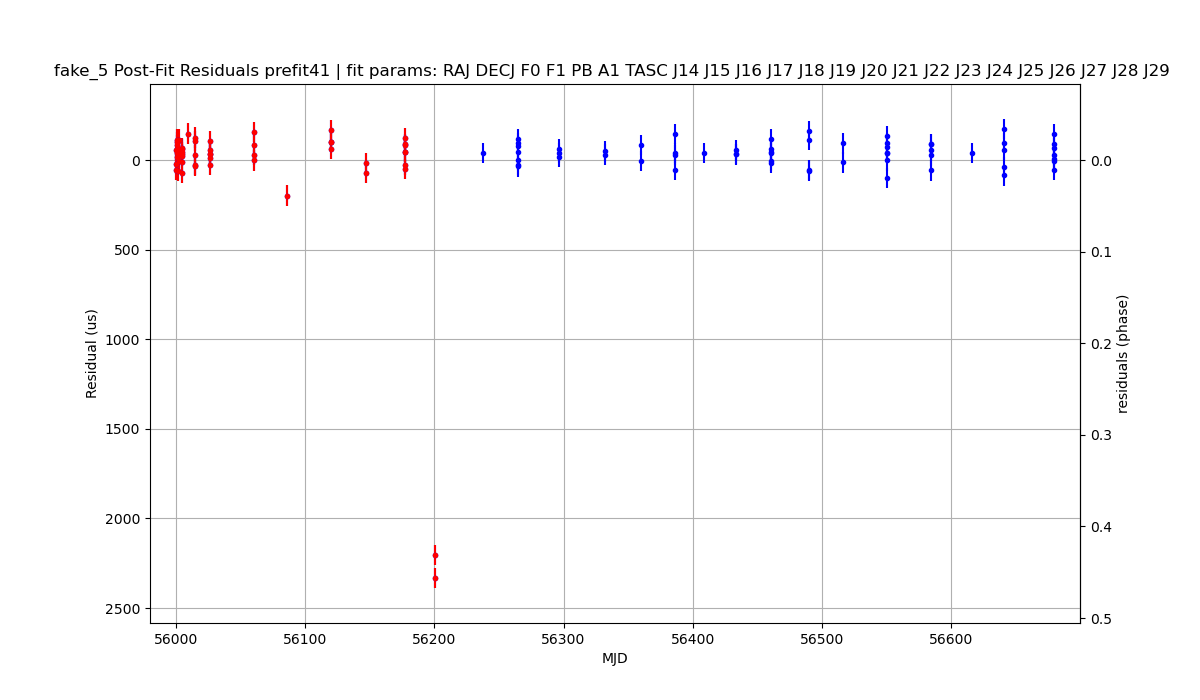 fake_5 Post-Fit Residuals prefit41 | fit params: RAJ DECJ F0 F1 PB A1 TASC J14 J15 J16 J17 J18 J19 J20 J21 J22 J23 J24 J25 J26 J27 J28 J29
0
500
1000
1500
2000
2500
Residual (us)
0.0
0.1
0.2
0.3
0.4
0.5
residuals (phase)
56000 56100 56200 56300 56400 56500 56600
MJD